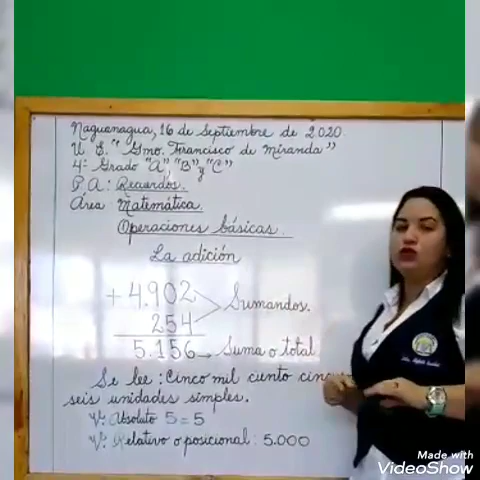 Naguanagua, 16 de Septiembre de 2020.
U. E. "Gmo. Francisco de Miranda"
4º Grado "A", "B" y "C"
P. A: Recuerdos.
Área Matemática.
Operaciones básicas.
La adición
+ 4.902
Sumandos.
254
5.156 → Suma o total
Se lee: Cinco mil ciento
seis unidades simples.
V: Absoluto 5 = 5
V: Relativo o posicional: 5.000
Made with
VideoShow